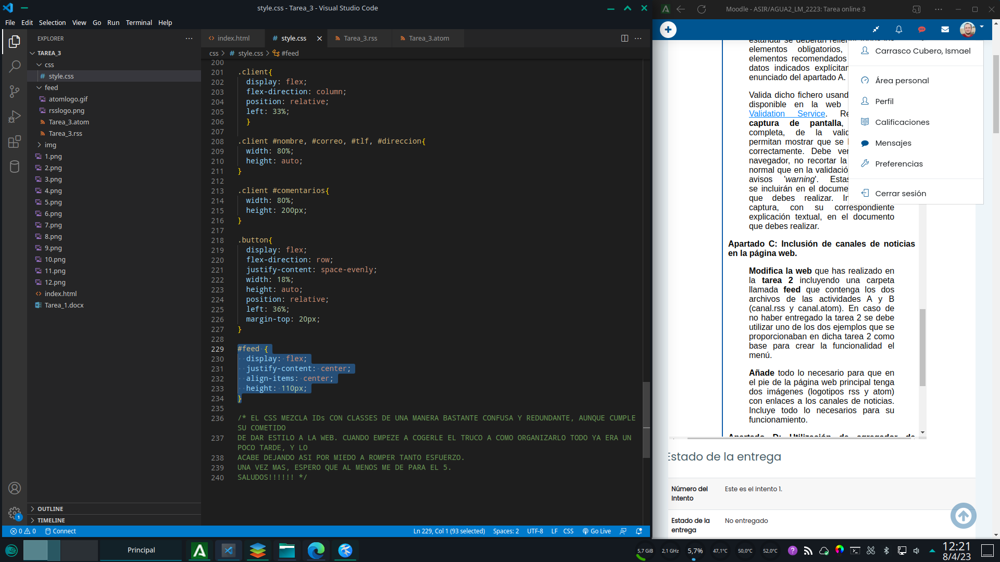 style.css - Tarea_3 - Visual Studio Code
File Edit Selection View Go Run Terminal Help
EXPLORER
TAREA_3
css
style.css
feed
atomlogo.gif
rsslogo.png
Tarea_3.atom
Tarea_3.rss
img
1.png
2.png
3.png
4.png
5.png
6.png
7.png
8.png
9.png
10.png
11.png
12.png
index.html
Tarea_1.docx
OUTLINE
TIMELINE
index.html style.css Tarea_3.rss Tarea_3.atom
css > # style.css > #feed
200
201 .client{
202 display: flex;
203 flex-direction: column;
204 position: relative;
205 left: 33%;
206 }
207
208 .client #nombre, #correo, #tlf, #direccion{
209 width: 80%;
210 height: auto;
211 }
212
213 .client #comentarios{
214 width: 80%;
215 height: 200px;
216 }
217
218 .button{
219 display: flex;
220 flex-direction: row;
221 justify-content: space-evenly;
222 width: 18%;
223 height: auto;
224 position: relative;
225 left: 36%;
226 margin-top: 20px;
227 }
228
229 #feed {
230 display: flex;
231 justify-content: center;
232 align-items: center;
233 height: 110px;
234 }
235
236 /* EL CSS MEZCLA IDs CON CLASSES DE UNA MANERA BASTANTE CONFUSA Y REDUNDANTE, AUNQUE CUMPLE
SU COMETIDO
237 DE DAR ESTILO A LA WEB. CUANDO EMPEZE A COGERLE EL TRUCO A COMO ORGANIZARLO TODO YA ERA UN
POCO TARDE, Y LO
238 ACABE DEJANDO ASI POR MIEDO A ROMPER TANTO ESFUERZO.
239 UNA VEZ MAS, ESPERO QUE AL MENOS ME DE PARA EL 5.
240 SALUDOS!!!!!! */
1
0 0 Connect
Ln 229, Col 1 (93 selected) Spaces: 2 UTF-8 LF CSS Go Live
Moodle - ASIR/AGUA2_LM_2223: Tarea online 3
elementos obligatorios,
elementos recomendados
datos indicados explícitam
enunciado del apartado A.
Valida dicho fichero usand
disponible en la web
Validation Service. Re
captura de pantalla,
completa, de la valid
permitan mostrar que se
correctamente. Debe ver
navegador, no recortar la
normal que en la validació
avisos 'warning'. Estas
se incluirán en el docume
que debes realizar. In
captura, con su correspondiente
explicación textual, en el documento
que debes realizar.
Carrasco Cubero, Ismael
Área personal
Perfil
Calificaciones
Mensajes
Preferencias
Cerrar sesión
Apartado C: Inclusión de canales de noticias
en la página web.
Modifica la web que has realizado en
la tarea 2 incluyendo una carpeta
llamada feed que contenga los dos
archivos de las actividades A y B
(canal.rss y canal.atom). En caso de
no haber entregado la tarea 2 se debe
utilizar uno de los dos ejemplos que se
proporcionaban en dicha tarea 2 como
base para crear la funcionalidad el
menú.
Añade todo lo necesario para que en
el pie de la página web principal tenga
dos imágenes (logotipos rss y atom)
con enlaces a los canales de noticias.
Incluye todo lo necesarios para su
funcionamiento.
Apartado D: Utilización de agregador de
Estado de la entrega
Número del
intento
Este es el intento 1.
Estado de la
entrega
No entregado
Principal
5,7 GiB 2,1 GHz 5,7% 47,1°C 50,0°C 52,0°C
12:21
8/4/23